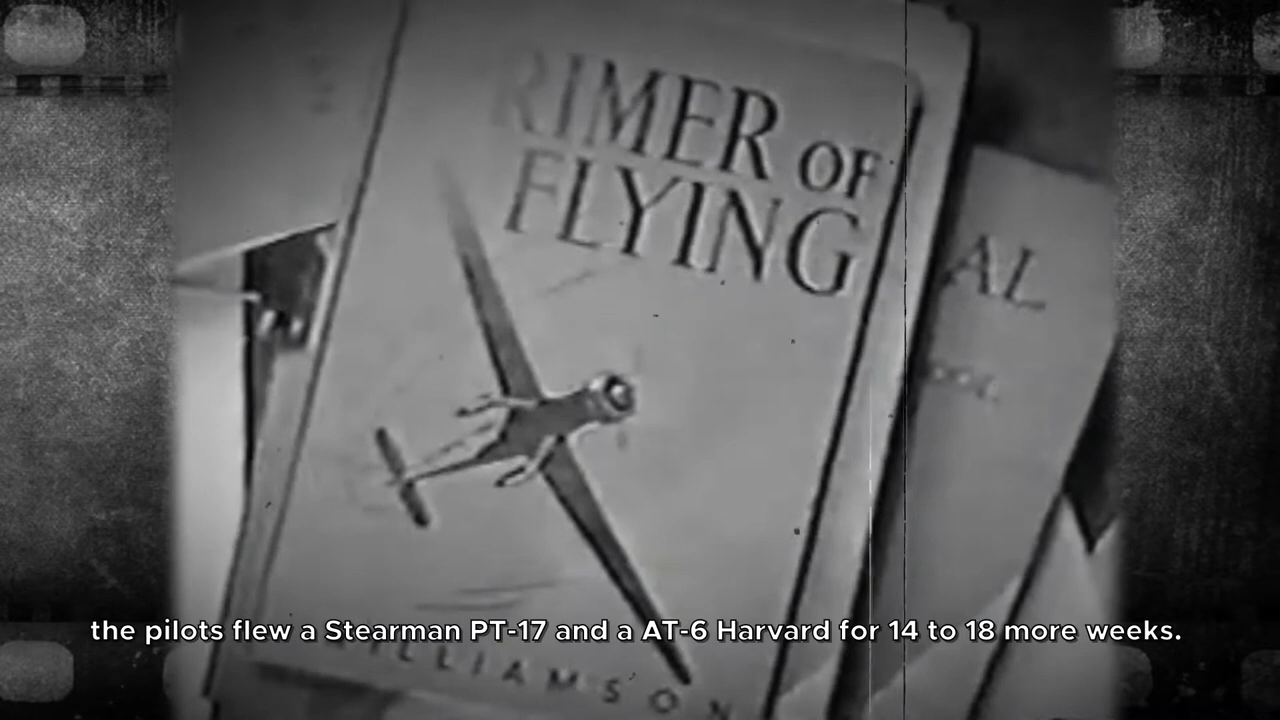 RIMER OF
FLYING
AL
the pilots flew a Stearman PT-17 and a AT-6 Harvard for 14 to 18 more weeks.
WILLIAMSON